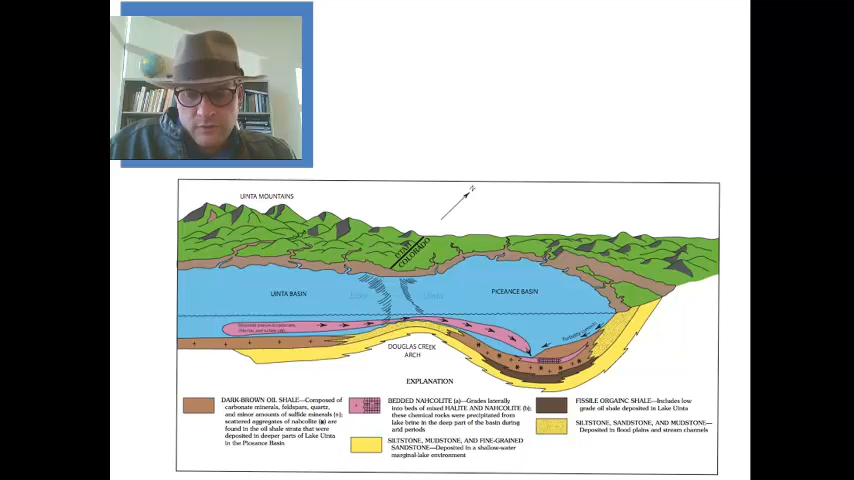 UINTA MOUNTAINS
N
UTAH
COLORADO
UINTA BASIN
Lake Uinta
PICEANCE BASIN
Turbidity current
DOUGLAS CREEK
ARCH
EXPLANATION
DARK-BROWN OIL SHALE—Composed of
carbonate minerals, feldspars, quartz,
and minor amounts of sulfide minerals (+);
scattered aggregates of nahcolite (✱) are
found in the oil shale strata that were
deposited in deeper parts of Lake Uinta
in the Piceance Basin
BEDDED NAHCOLITE (a)—Grades laterally
into beds of mixed HALITE AND NAHCOLITE (b);
these chemical rocks were precipitated from
lake brine in the deep part of the basin during
arid periods
SILTSTONE, MUDSTONE, AND FINE-GRAINED
SANDSTONE—Deposited in a shallow-water
marginal-lake environment
FISSILE ORGAINC SHALE—Includes low
grade oil shale deposited in Lake Uinta
SILTSTONE, SANDSTONE, AND MUDSTONE—
Deposited in flood plains and stream channels